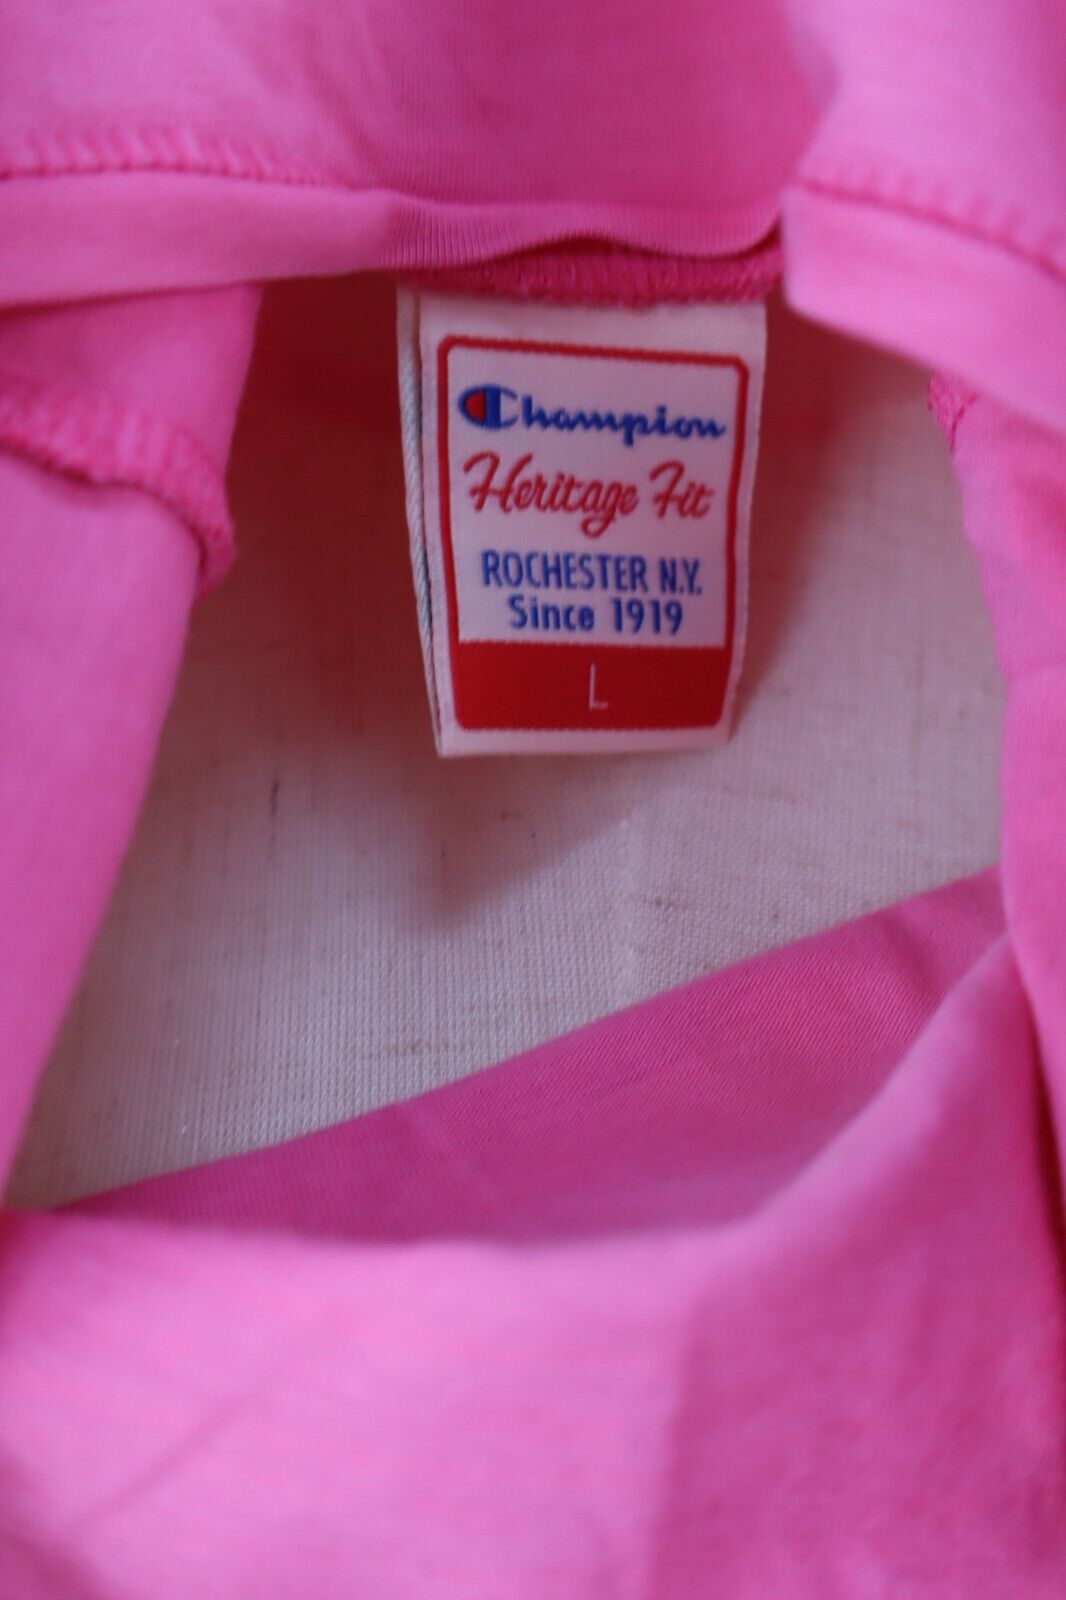 Champion
Heritage Fit
ROCHESTER N.Y.
Since 1919
L